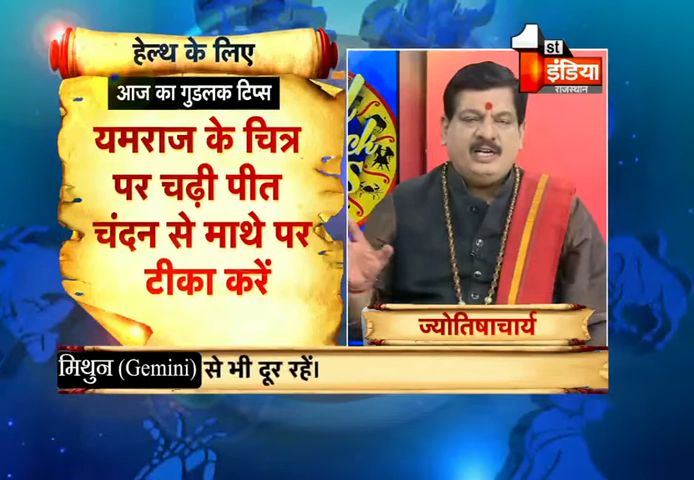 हेल्थ के लिए
आज का गुडलक टिप्स
यमराज के चित्र
पर चढ़ी पीत
चंदन से माथे पर
टीका करें
1st
इंडिया
राजस्थान
ज्योतिषाचार्य
मिथुन (Gemini) से भी दूर रहें।